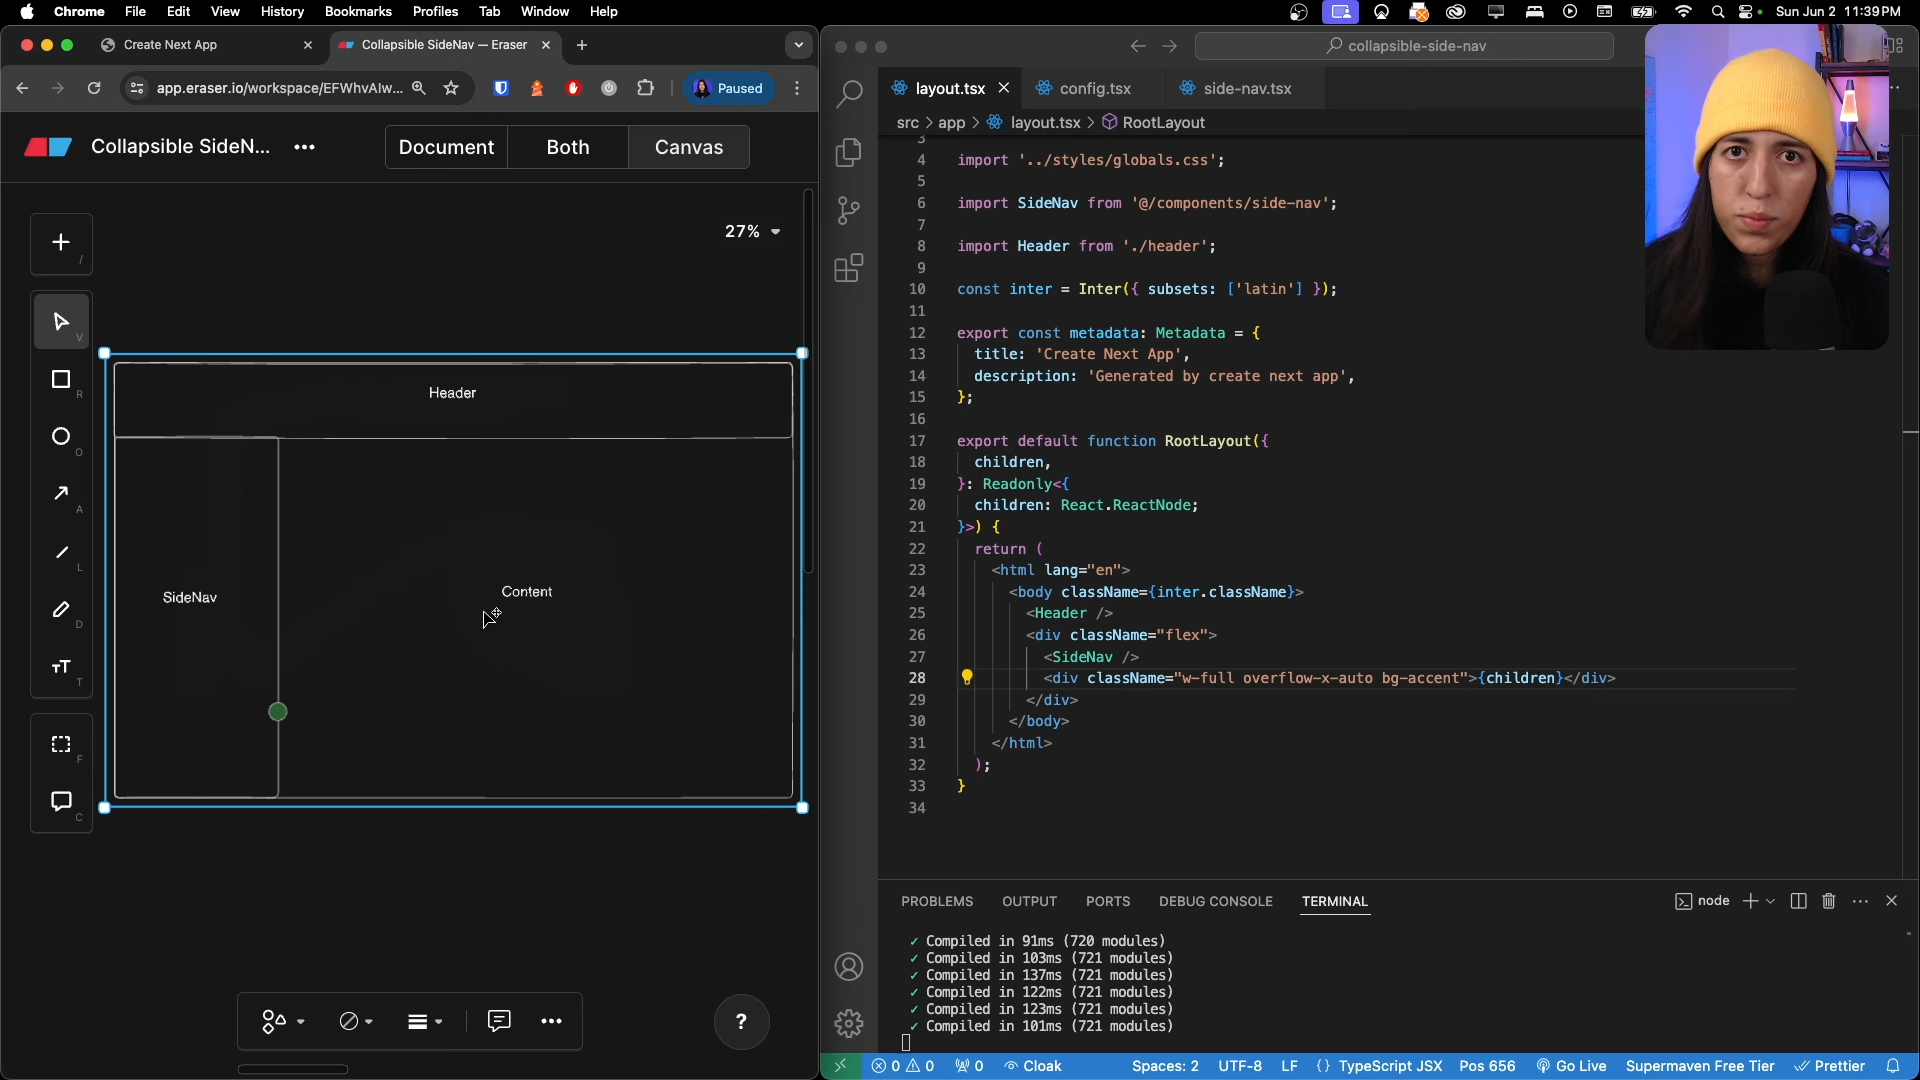 Chrome File Edit View History Bookmarks Profiles Tab Window Help
Sun Jun 2 11:39 PM
Create Next App
Collapsible SideNav — Eraser
app.eraser.io/workspace/EFWhvAlw...
Paused
Collapsible SideN...
Document Both Canvas
27%
/
V
R
O
A
L
D
T
F
C
Header
SideNav
Content
?
collapsible-side-nav
layout.tsx
config.tsx
side-nav.tsx
src > app > layout.tsx > RootLayout
3
4 import '../styles/globals.css';
5
6 import SideNav from '@/components/side-nav';
7
8 import Header from './header';
9
10 const inter = Inter({ subsets: ['latin'] });
11
12 export const metadata: Metadata = {
13 title: 'Create Next App',
14 description: 'Generated by create next app',
15 };
16
17 export default function RootLayout({
18 children,
19 }: Readonly<{
20 children: React.ReactNode;
21 }>) {
22 return (
23 <html lang="en">
24 <body className={inter.className}>
25 <Header />
26 <div className="flex">
27 <SideNav />
28 <div className="w-full overflow-x-auto bg-accent">{children}</div>
29 </div>
30 </body>
31 </html>
32 );
33 }
34
PROBLEMS OUTPUT PORTS DEBUG CONSOLE TERMINAL
node
✓ Compiled in 91ms (720 modules)
✓ Compiled in 103ms (721 modules)
✓ Compiled in 137ms (721 modules)
✓ Compiled in 122ms (721 modules)
✓ Compiled in 123ms (721 modules)
✓ Compiled in 101ms (721 modules)
0 0 0 Cloak Spaces: 2 UTF-8 LF {} TypeScript JSX Pos 656 Go Live Supermaven Free Tier Prettier